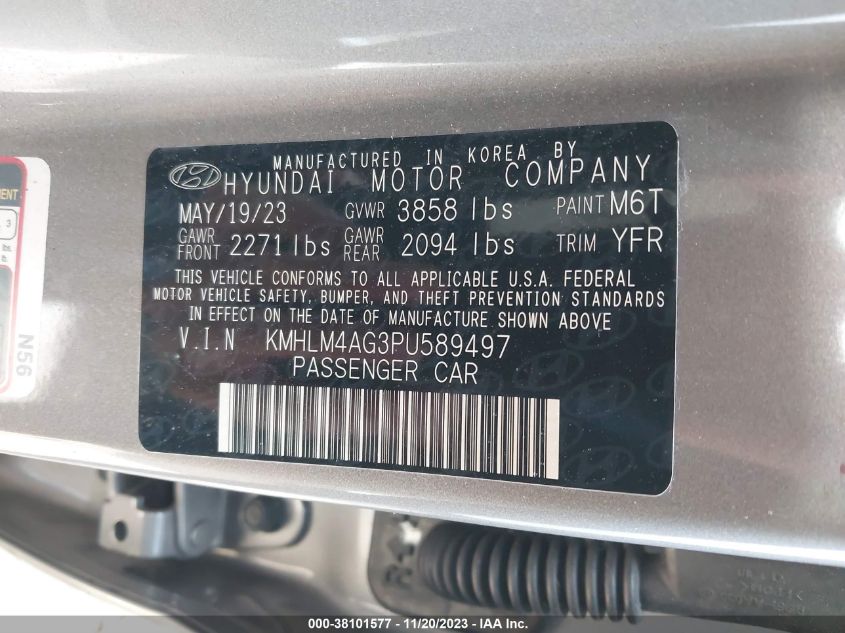 MANUFACTURED IN KOREA BY
HYUNDAI MOTOR COMPANY
MAY/19/23 GVWR 3858 lbs PAINT M6T
GAWR FRONT 2271 lbs GAWR REAR 2094 lbs TRIM YFR
THIS VEHICLE CONFORMS TO ALL APPLICABLE U.S.A. FEDERAL
MOTOR VEHICLE SAFETY, BUMPER, AND THEFT PREVENTION STANDARDS
IN EFFECT ON THE DATE OF MANUFACTURE SHOWN ABOVE
V.I.N KMHLM4AG3PU589497
PASSENGER CAR
N56
000-38101577 - 11/20/2023 - IAA Inc.